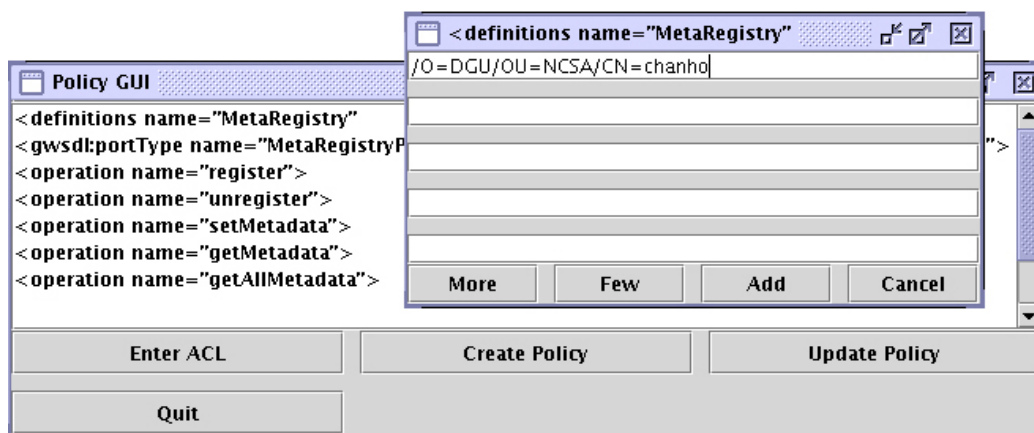 <definitions name="MetaRegistry"
/O=DGU/OU=NCSA/CN=chanho
More Few Add Cancel
Policy GUI
<definitions name="MetaRegistry"
<gwsdl:portType name="MetaRegistryP ">
<operation name="register">
<operation name="unregister">
<operation name="setMetadata">
<operation name="getMetadata">
<operation name="getAllMetadata">
Enter ACL Create Policy Update Policy
Quit